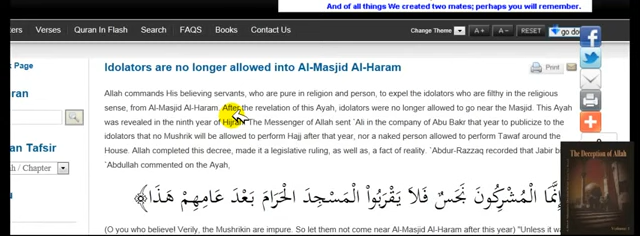 And of all things We created two mates; perhaps you will remember.
Verses Quran In Flash Search FAQS Books Contact Us
Change Theme A + A - RESET go do
Page
Idolators are no longer allowed into Al-Masjid Al-Haram
Print
Allah commands His believing servants, who are pure in religion and person, to expel the idolators who are filthy in the religious
sense, from Al-Masjid Al-Haram. After the revelation of this Ayah, idolators were no longer allowed to go near the Masjid. This Ayah
was revealed in the ninth year of Hijrah. The Messenger of Allah sent `Ali in the company of Abu Bakr that year to publicize to
the idolators that no Mushrik will be allowed to perform Hajj after that year, nor a naked person allowed to perform Tawaf around the
House. Allah completed this decree, made it a legislative ruling, as well as, a fact of reality. `Abdur-Razzaq recorded that Jabir b
`Abdullah commented on the Ayah,
an Tafsir
/ Chapter
إِنَّمَا الْمُشْرِكُونَ نَجَسٌ فَلاَ يَقْرَبُواْ الْمَسْجِدَ الْحَرَامَ بَعْدَ عَامِهِمْ هَـذَا
(O you who believe! Verily, the Mushrikin are impure. So let them not come near Al-Masjid Al-Haram after this year) "Unless it w
0
The Deception of Allah